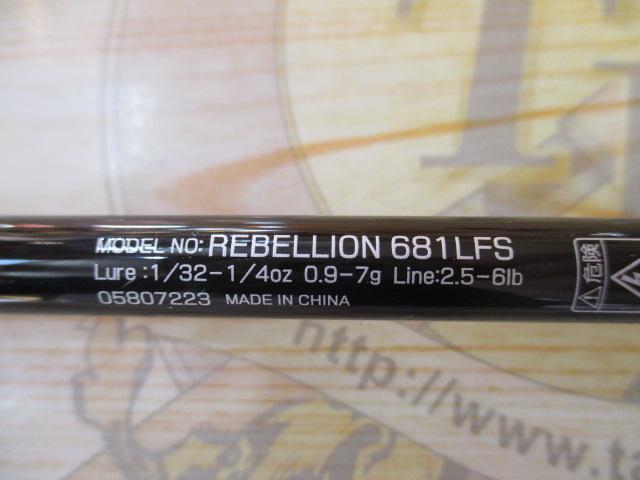 MODEL NO: REBELLION 681LFS
Lure :1/32-1/4oz 0.9-7g Line:2.5-6lb
05807223 MADE IN CHINA
危険
http://www.ta